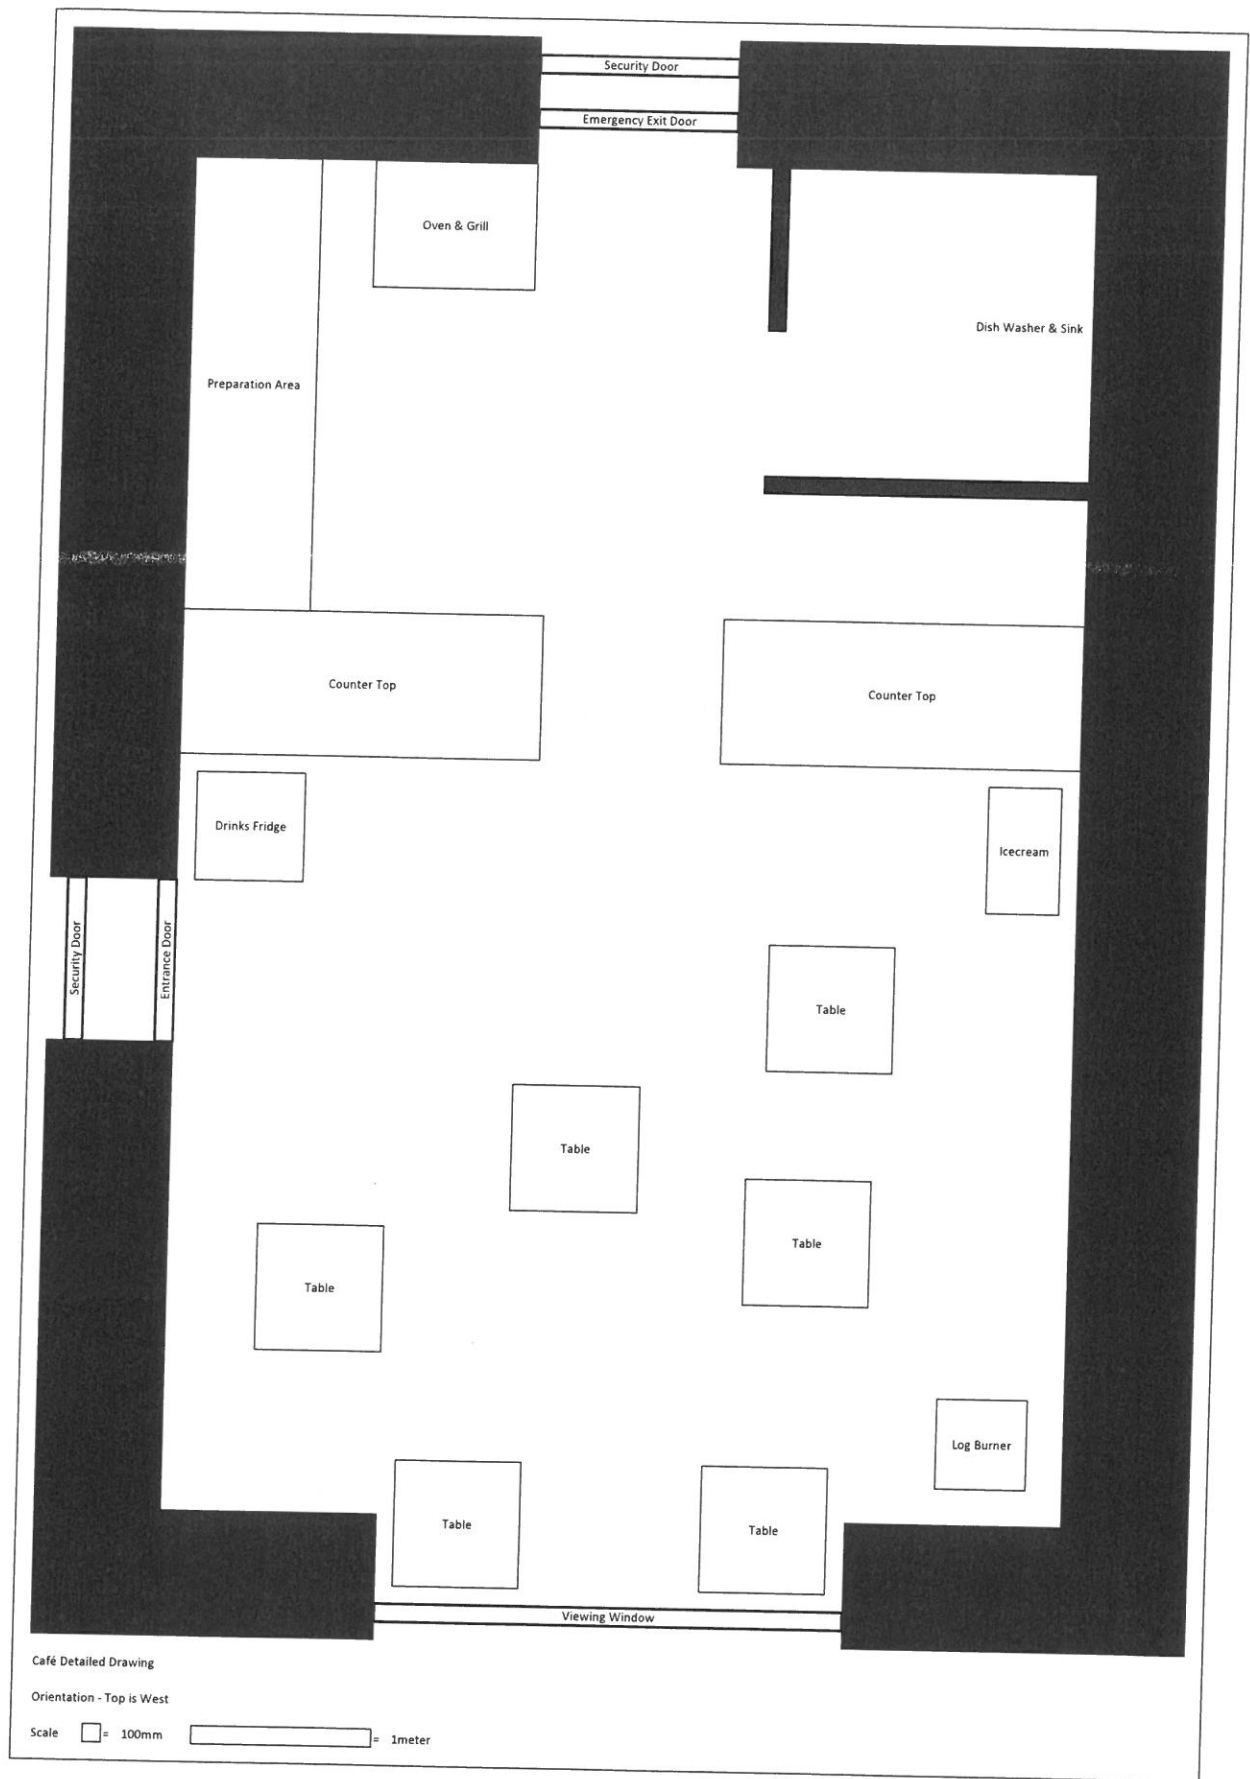 Security Door
Emergency Exit Door
Oven & Grill
Dish Washer & Sink
Preparation Area
Counter Top
Counter Top
Drinks Fridge
Icecream
Security Door
Entrance Door
Table
Table
Table
Table
Log Burner
Table
Table
Viewing Window
Café Detailed Drawing
Orientation - Top is West
Scale = 100mm = 1meter